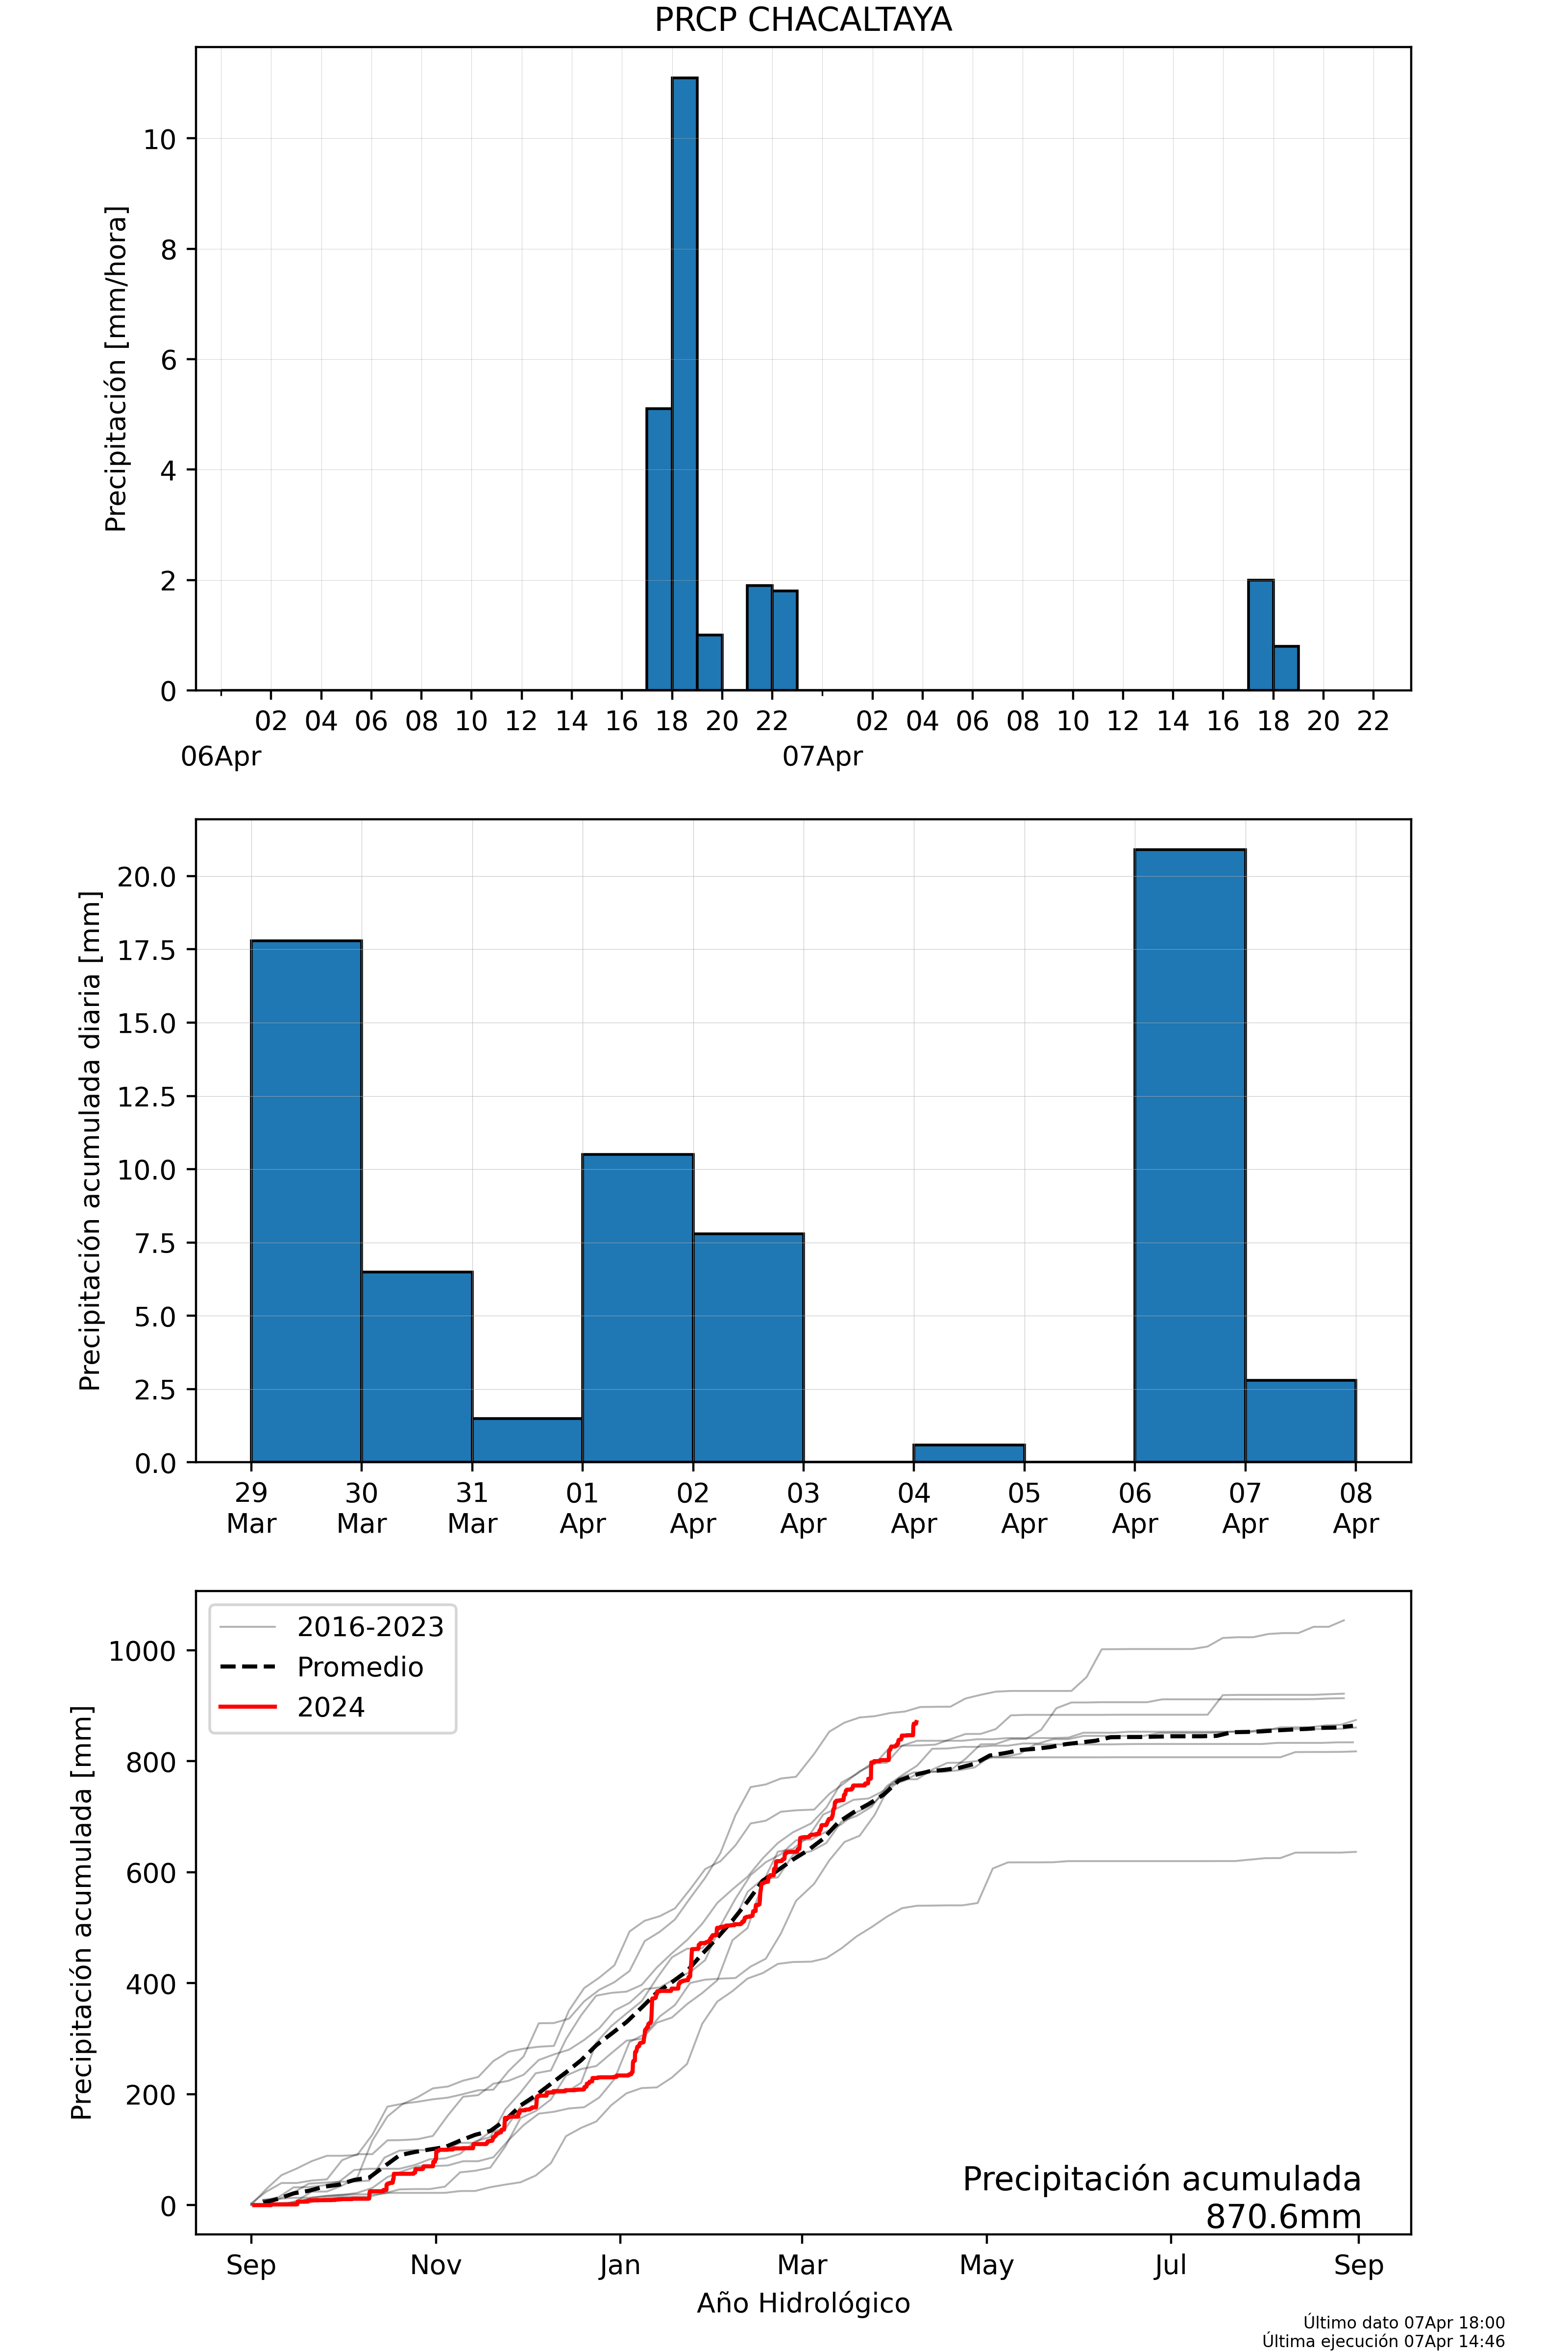 PRCP CHACALTAYA
Precipitación [mm/hora]
10
8
6
4
2
0
02 04 06 08 10 12 14 16 18 20 22 02 04 06 08 10 12 14 16 18 20 22
06Apr 07Apr
Precipitación acumulada diaria [mm]
20.0
17.5
15.0
12.5
10.0
7.5
5.0
2.5
0.0
29 30 31 01 02 03 04 05 06 07 08
Mar Mar Mar Apr Apr Apr Apr Apr Apr Apr Apr
Precipitación acumulada [mm]
1000
800
600
400
200
0
2016-2023
Promedio
2024
Precipitación acumulada
870.6mm
Sep Nov Jan Mar May Jul Sep
Año Hidrológico
Último dato 07Apr 18:00
Última ejecución 07Apr 14:46